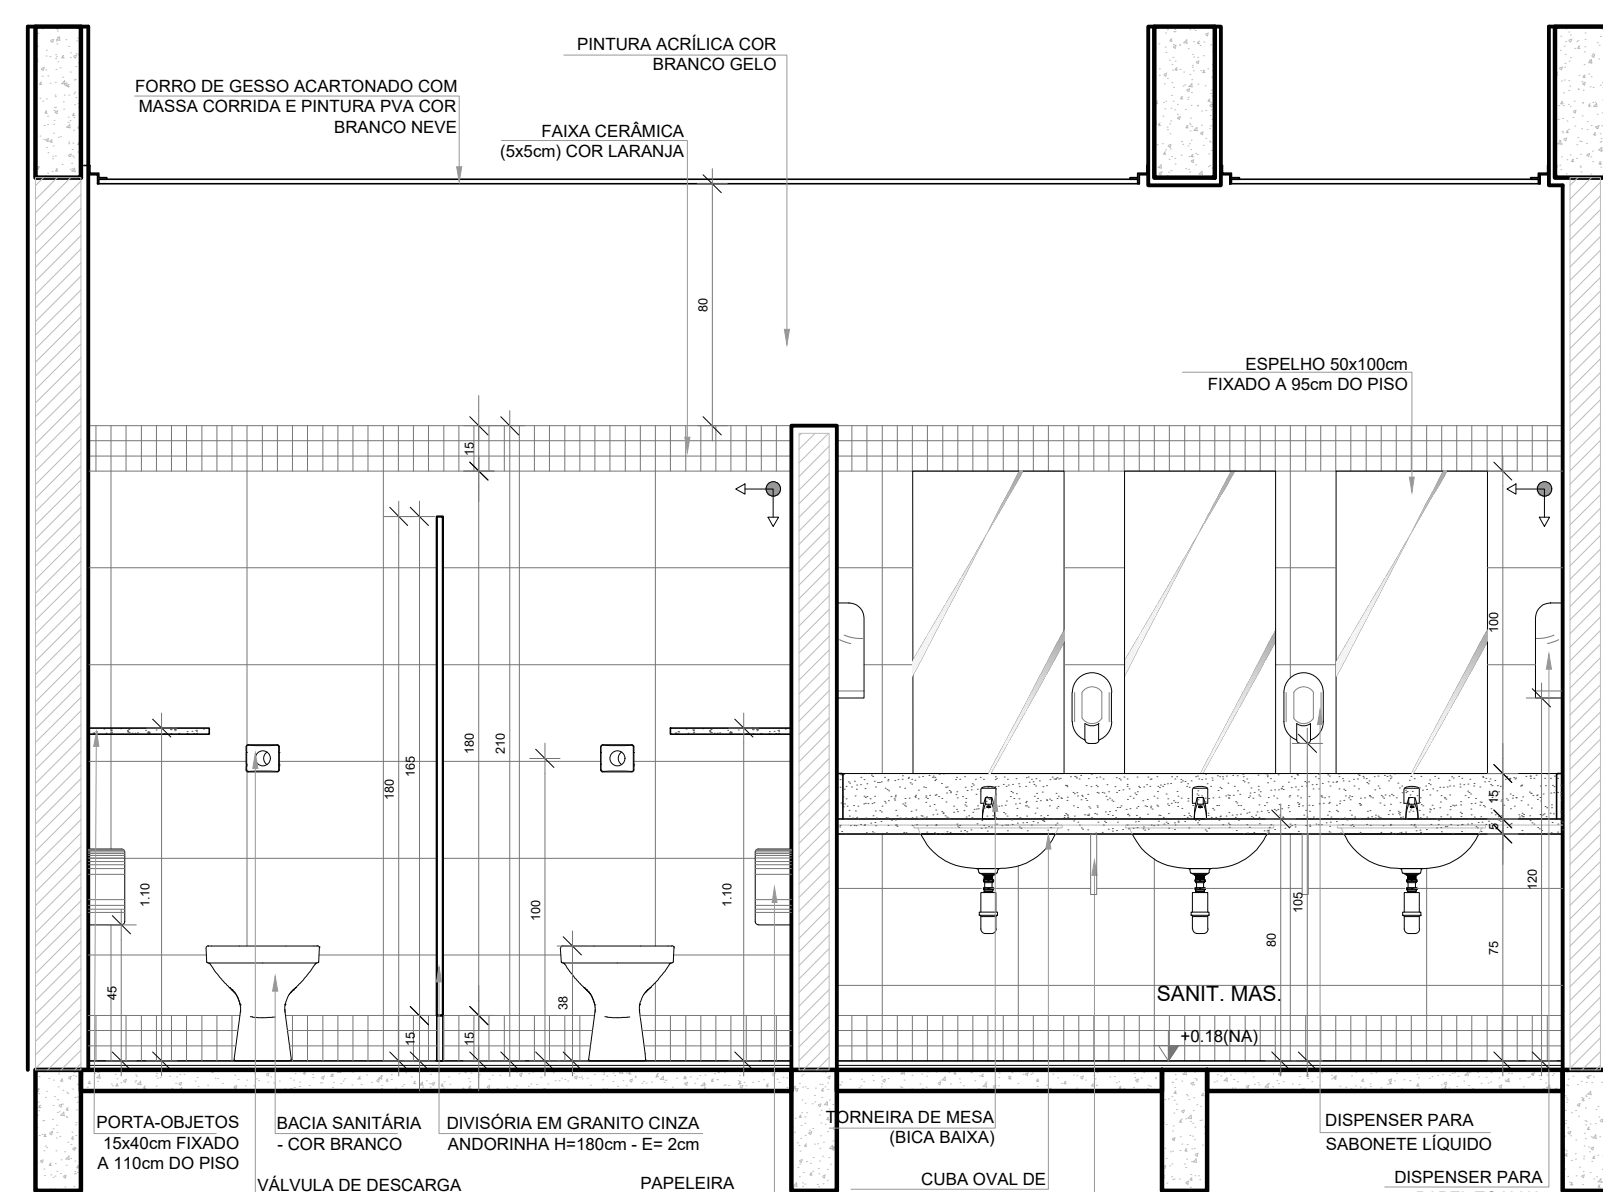 PINTURA ACRÍLICA COR
BRANCO GELO
FORRO DE GESSO ACARTONADO COM
MASSA CORRIDA E PINTURA PVA COR
BRANCO NEVE
FAIXA CERÂMICA
(5x5cm) COR LARANJA
80
ESPELHO 50x100cm
FIXADO A 95cm DO PISO
15
100
180
165
180
210
15
5
1.10
100
1.10
120
105
80
75
45
38
SANIT. MAS.
+0.18(NA)
15
15
PORTA-OBJETOS
15x40cm FIXADO
A 110cm DO PISO
BACIA SANITÁRIA
- COR BRANCO
DIVISÓRIA EM GRANITO CINZA
ANDORINHA H=180cm - E= 2cm
TORNEIRA DE MESA
(BICA BAIXA)
DISPENSER PARA
SABONETE LÍQUIDO
VÁLVULA DE DESCARGA
PAPELEIRA
CUBA OVAL DE
DISPENSER PARA